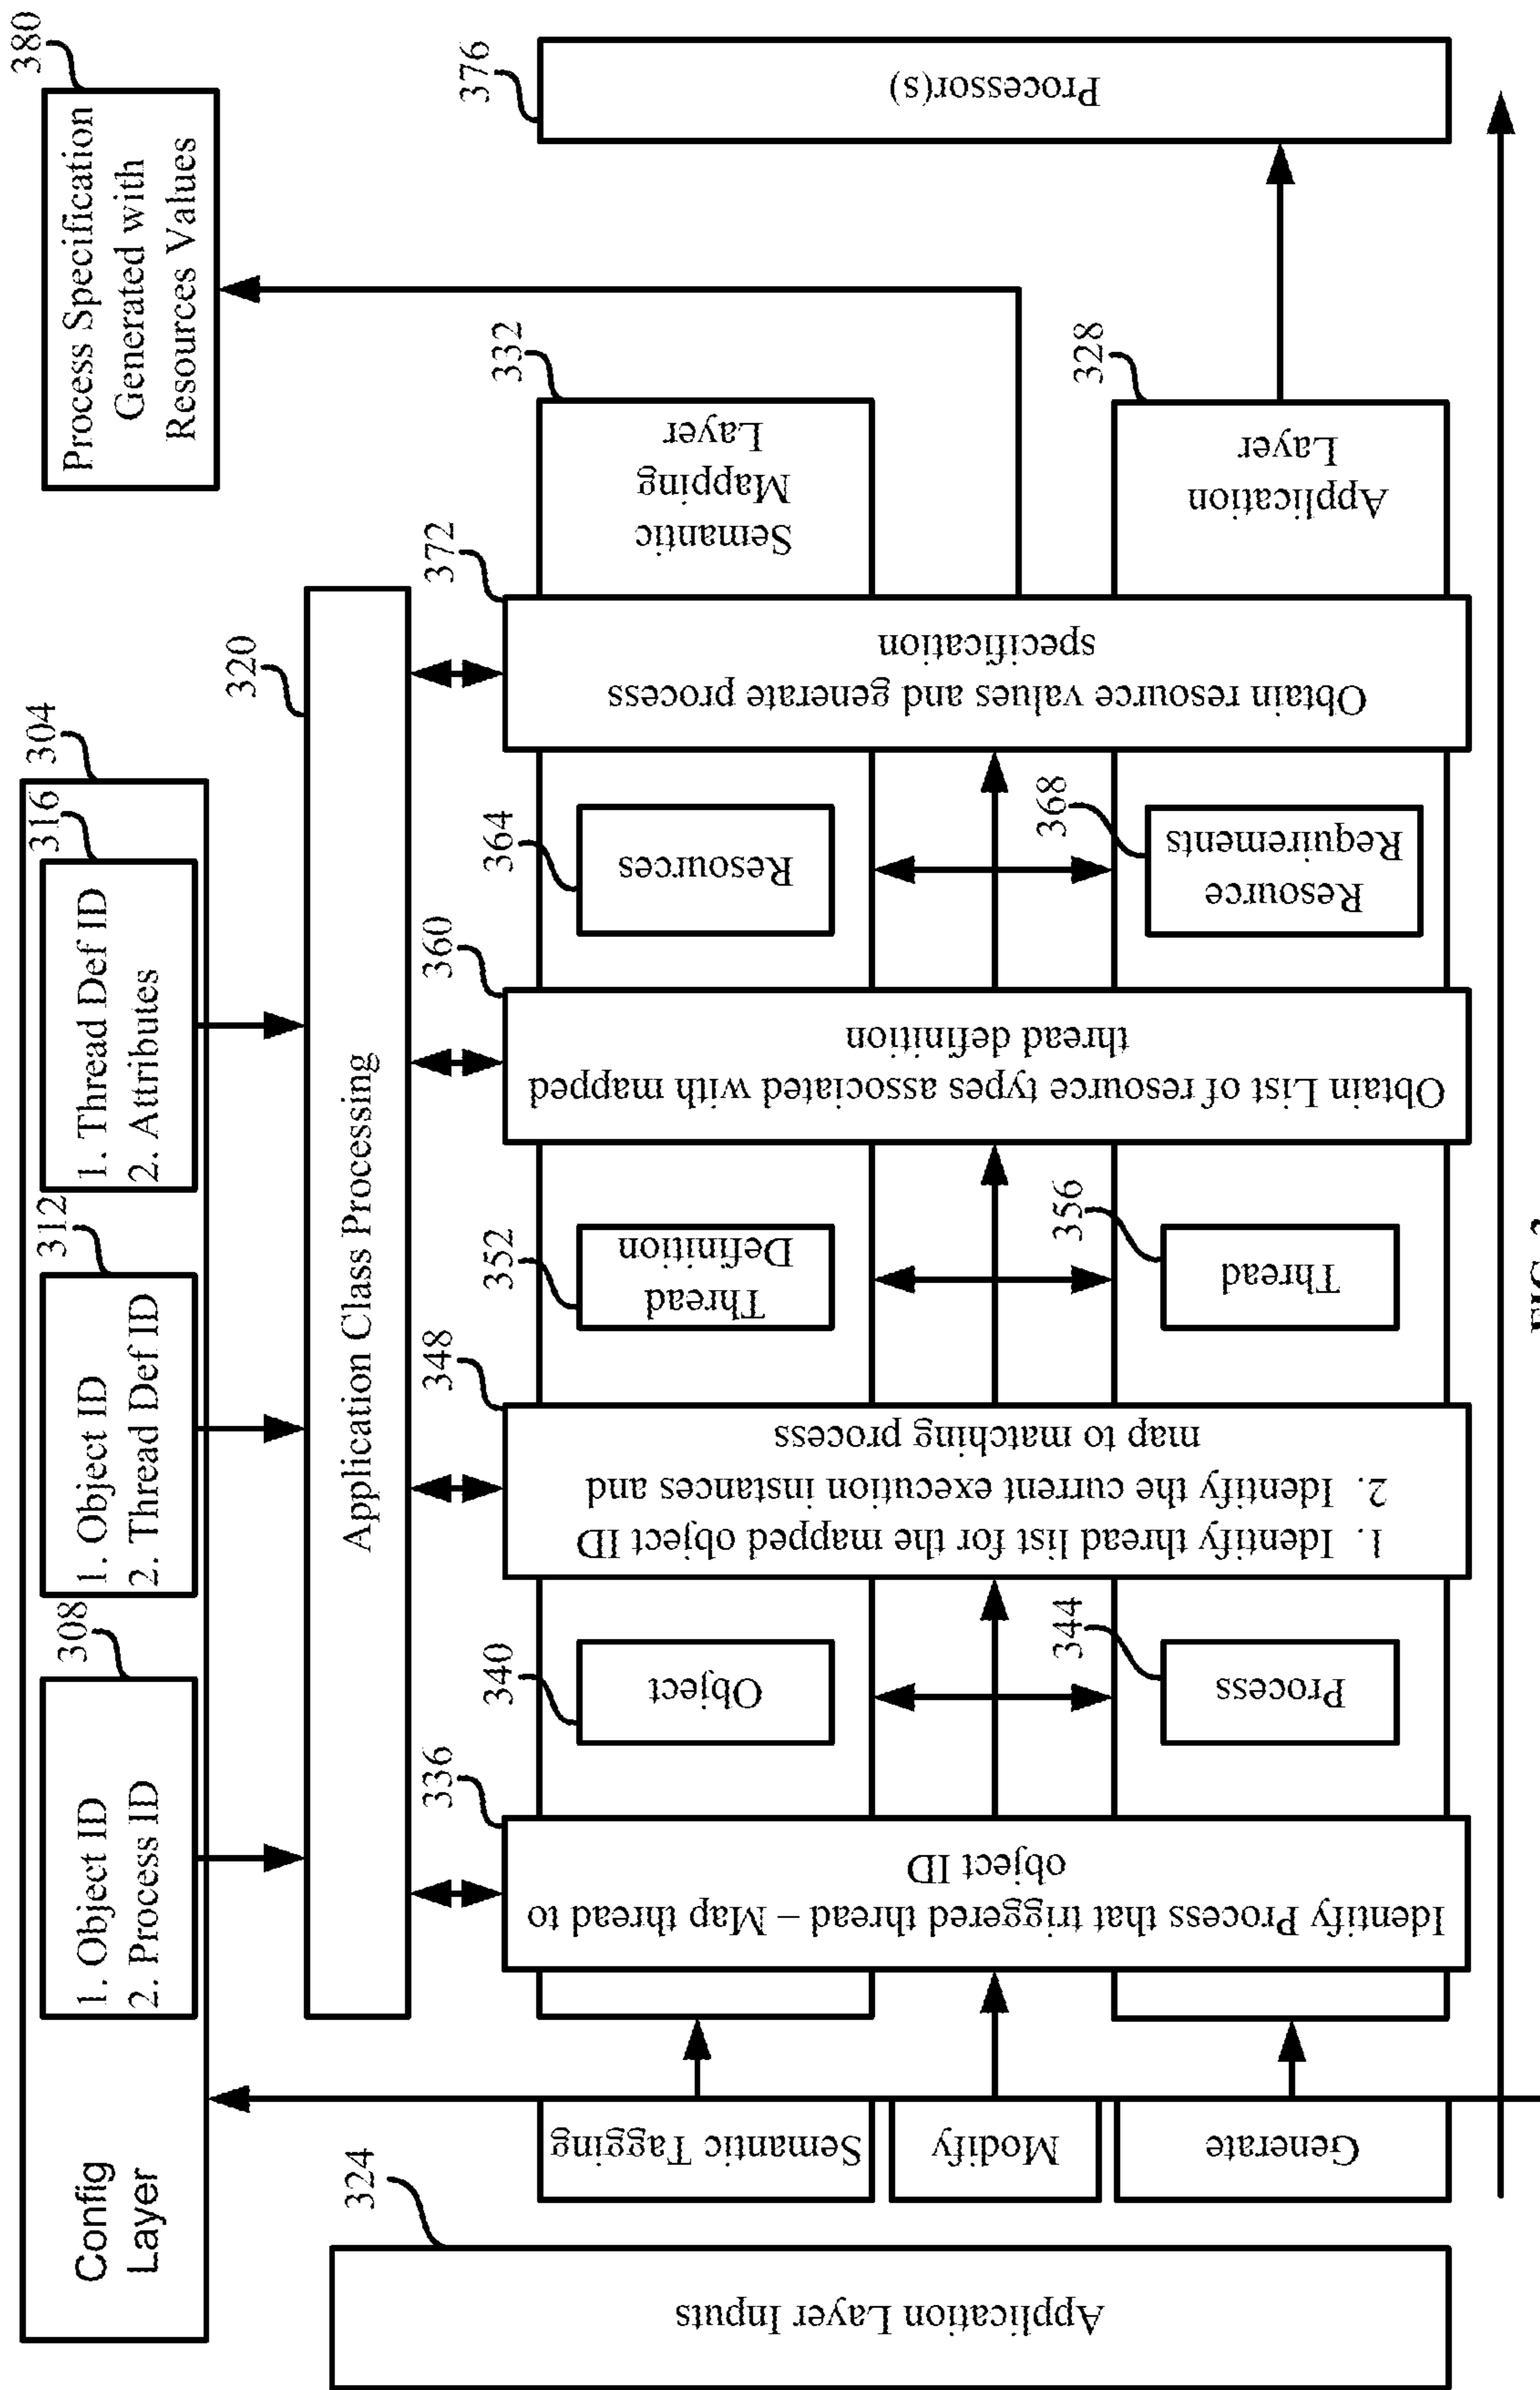 Config
Layer
304
1. Object ID
2. Process ID
308
1. Object ID
2. Thread Def ID
312
1. Thread Def ID
2. Attributes
316
Process Specification
Generated with
Resources Values
380
Application Class Processing
320
Application Layer Inputs
324
Semantic Tagging
Modify
Generate
Identify Process that triggered thread – Map thread to
object ID
336
Object
340
Process
344
1. Identify thread list for the mapped object ID
2. Identify the current execution instances and
map to matching process
348
Thread
Definition
352
Thread
356
Obtain List of resource types associated with mapped
thread definition
360
Resources
364
Resource
Requirements
368
Obtain resource values and generate process
specification
372
Semantic
Mapping
Layer
332
Application
Layer
328
Processor(s)
376